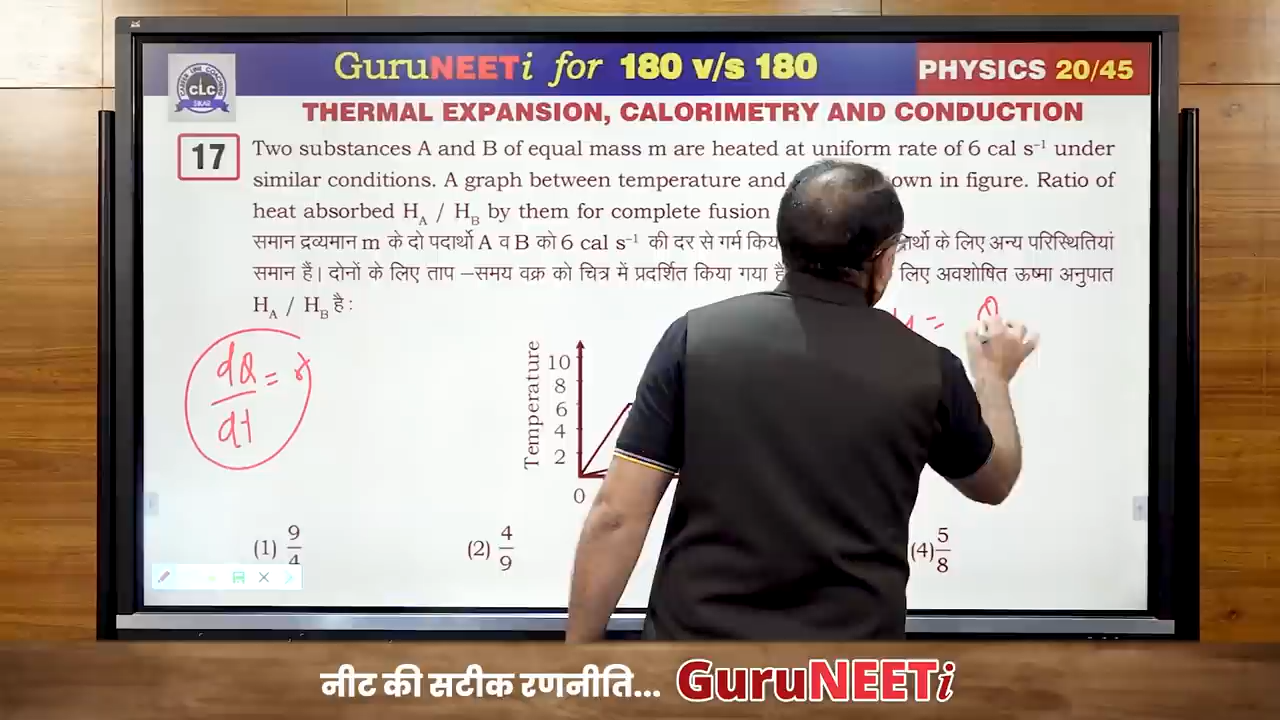 GuruNEETi for 180 v/s 180
PHYSICS 20/45
CLC
SIKAR
THERMAL EXPANSION, CALORIMETRY AND CONDUCTION
17
Two substances A and B of equal mass m are heated at uniform rate of 6 cal s⁻¹ under
similar conditions. A graph between temperature and own in figure. Ratio of
heat absorbed H_A / H_B by them for complete fusion
समान द्रव्यमान m के दो पदार्थो A व B को 6 cal s⁻¹ की दर से गर्म के लिए अन्य परिस्थितियां
समान हैं। दोनों के लिए ताप –समय वक्र को चित्र में प्रदर्शित किया गया लिए अवशोषित ऊष्मा अनुपात
H_A / H_B है :
dQ/dt =
Temperature
10
8
6
4
2
0
(1) 9/4
(2) 4/9
(4) 5/8
नीट की सटीक रणनीति... GuruNEETi